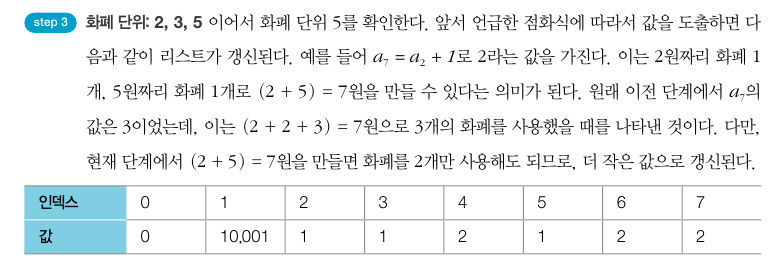 step 3 화폐 단위: 2, 3, 5 이어서 화폐 단위 5를 확인한다. 앞서 언급한 점화식에 따라서 값을 도출하면 다
음과 같이 리스트가 갱신된다. 예를 들어 a₇ = a₂ + 1로 2라는 값을 가진다. 이는 2원짜리 화폐 1
개, 5원짜리 화폐 1개로 (2 + 5) = 7원을 만들 수 있다는 의미가 된다. 원래 이전 단계에서 a₇의
값은 3이었는데, 이는 (2 + 2 + 3) = 7원으로 3개의 화폐를 사용했을 때를 나타낸 것이다. 다만,
현재 단계에서 (2 + 5) = 7원을 만들면 화폐를 2개만 사용해도 되므로, 더 작은 값으로 갱신된다.
인덱스 0 1 2 3 4 5 6 7
값 0 10,001 1 1 2 1 2 2